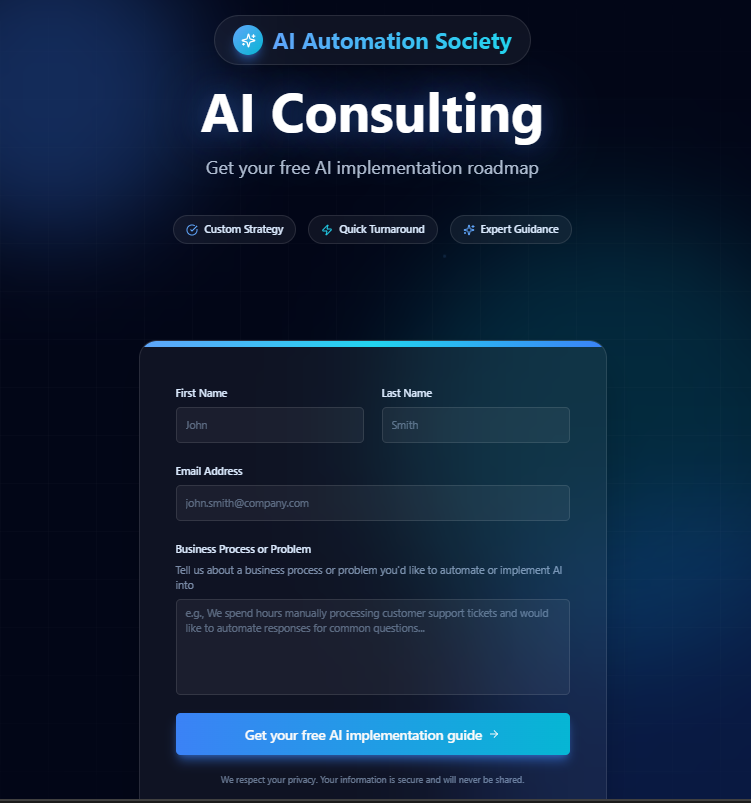 AI Automation Society
AI Consulting
Get your free AI implementation roadmap
Custom Strategy
Quick Turnaround
Expert Guidance
First Name
Last Name
John
Smith
Email Address
john.smith@company.com
Business Process or Problem
Tell us about a business process or problem you'd like to automate or implement AI
into
e.g., We spend hours manually processing customer support tickets and would
like to automate responses for common questions...
Get your free AI implementation guide →
We respect your privacy. Your information is secure and will never be shared.